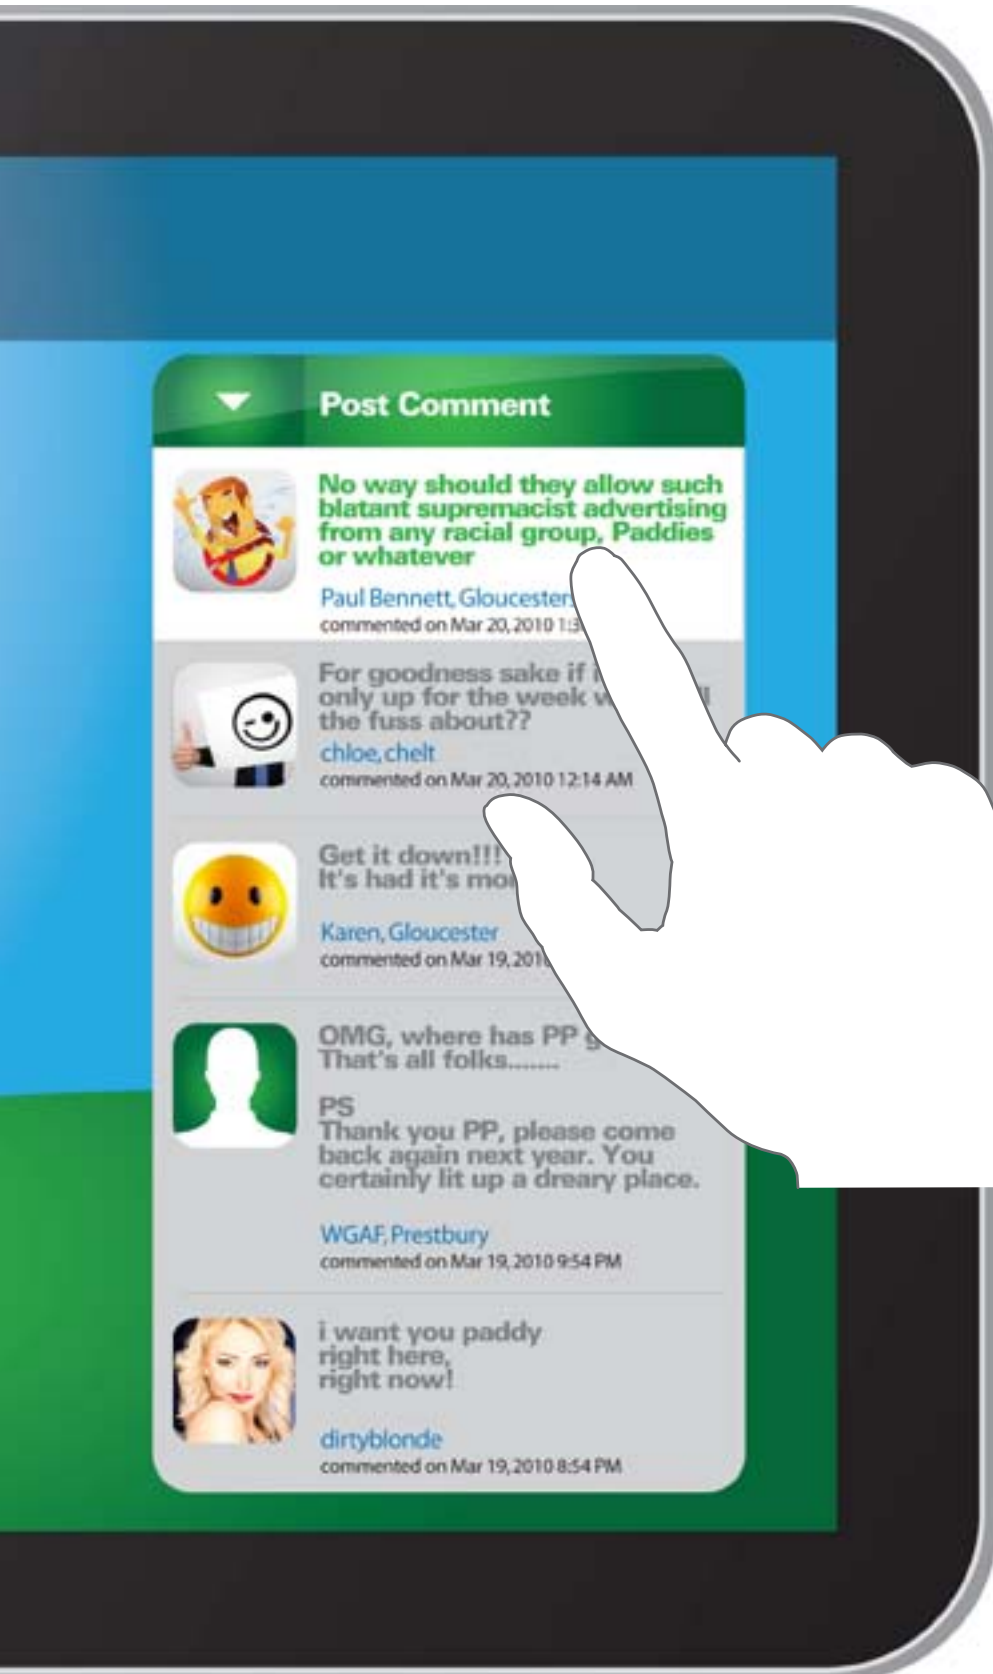 Post Comment
No way should they allow such
blatant supremacist advertising
from any racial group, Paddies
or whatever
Paul Bennett,
commented on Mar 20, 2010
For goodness sake if
only up for the week
the fuss about??
chloe, chelt
commented on Mar 20, 2010 12:14 AM
Get it down!!!
It's had it's
Karen, Gloucester
commented on Mar 19,
OMG, where has PP
That's all folks.......
PS
Thank you PP, please come
back again next year. You
certainly lit up a dreary place.
WGAF, Prestbury
commented on Mar 19, 2010 9:54 PM
i want you paddy
right here,
right now!
dirtyblonde
commented on Mar 19, 2010 8:54 PM